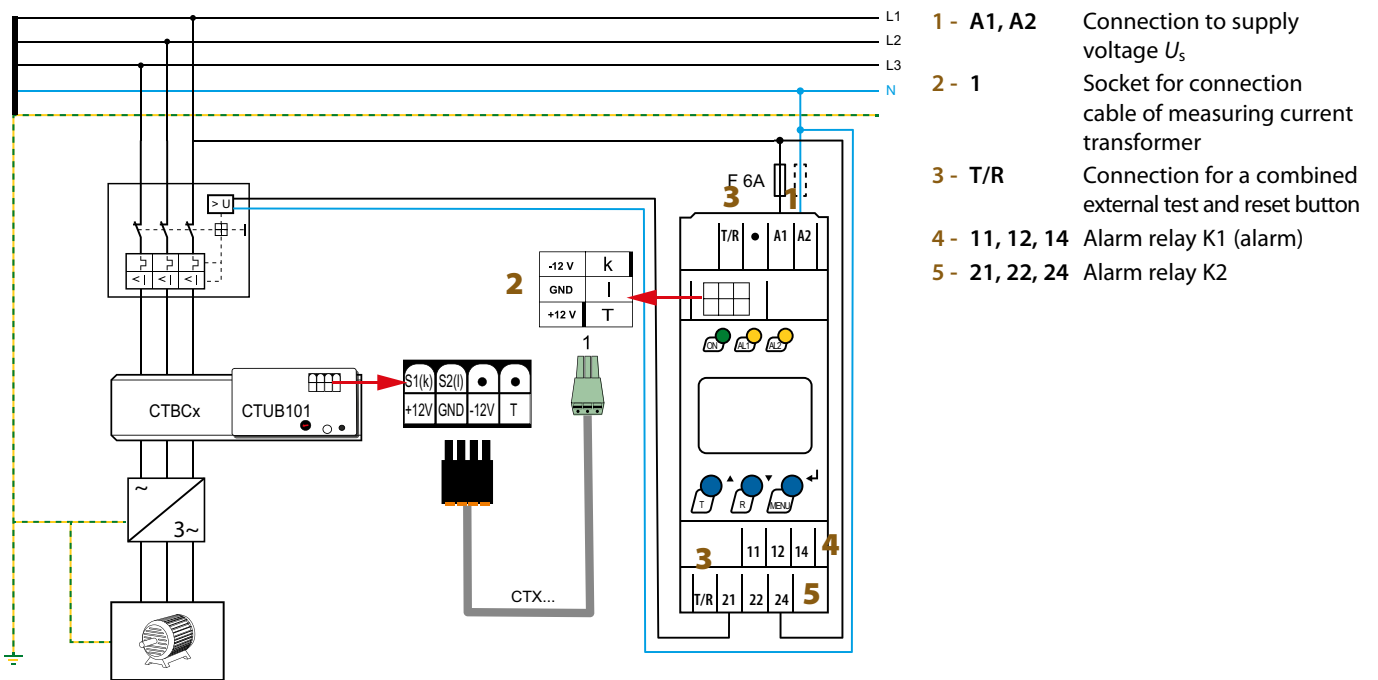 L1
L2
L3
N
1 - A1, A2 Connection to supply
voltage Us
2 - 1 Socket for connection
cable of measuring current
transformer
3 - T/R Connection for a combined
external test and reset button
4 - 11, 12, 14 Alarm relay K1 (alarm)
5 - 21, 22, 24 Alarm relay K2
F 6A
3
1
> U
T/R • A1 A2
< I < I < I
2
-12 V k
GND l
+12 V T
1
ON AL1 AL2
S1(k) S2(l) • •
+12V GND -12V T
CTBCx
CTUB101
T ▲ R ▼ MENU ↵
~
3~
3
11 12 14
4
T/R 21 22 24
5
CTX...